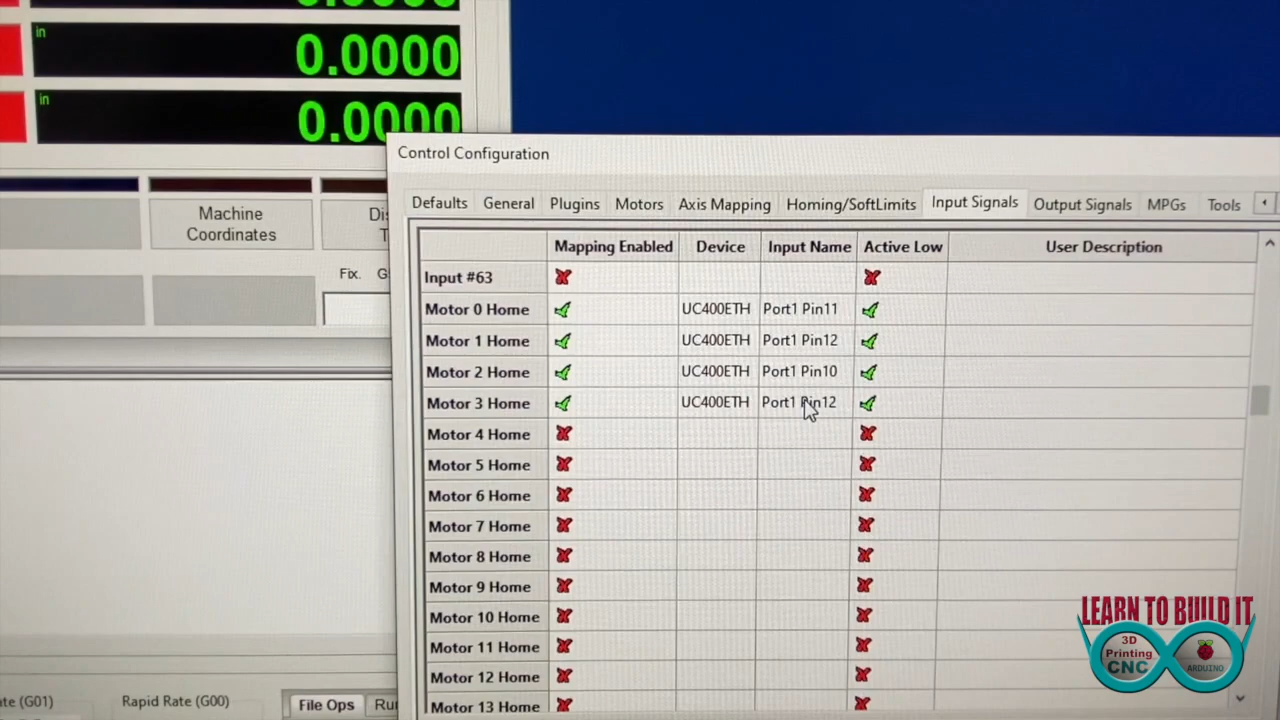 0.0000
in
0.0000
in
0.0000
Machine
Coordinates
Fix.
Control Configuration
Defaults General Plugins Motors Axis Mapping Homing/SoftLimits Input Signals Output Signals MPGs Tools
Mapping Enabled Device Input Name Active Low User Description
Input #63
Motor 0 Home UC400ETH Port1 Pin11
Motor 1 Home UC400ETH Port1 Pin12
Motor 2 Home UC400ETH Port1 Pin10
Motor 3 Home UC400ETH Port1 Pin12
Motor 4 Home
Motor 5 Home
Motor 6 Home
Motor 7 Home
Motor 8 Home
Motor 9 Home
Motor 10 Home
Motor 11 Home
Motor 12 Home
Motor 13 Home
(G01) Rapid Rate (G00) File Ops
LEARN TO BUILD IT
3D
Printing
CNC
ARDUINO